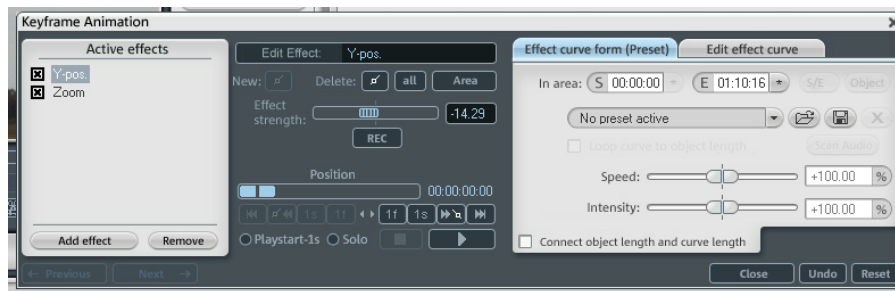 Keyframe Animation
Active effects
Y-pos.
Zoom
Add effect
Remove
Edit Effect: Y-pos.
New: Delete: all Area
Effect strength: -14.29
REC
Position
00:00:00:00
1s 1f 1f 1s
Playstart-1s Solo
Effect curve form (Preset)
Edit effect curve
In area: S 00:00:00 * E 01:10:16 * S/E Object
No preset active
Loop curve to object length
Scan Audio
Speed: +100.00 %
Intensity: +100.00 %
Connect object length and curve length
← Previous
Next →
Close
Undo
Reset